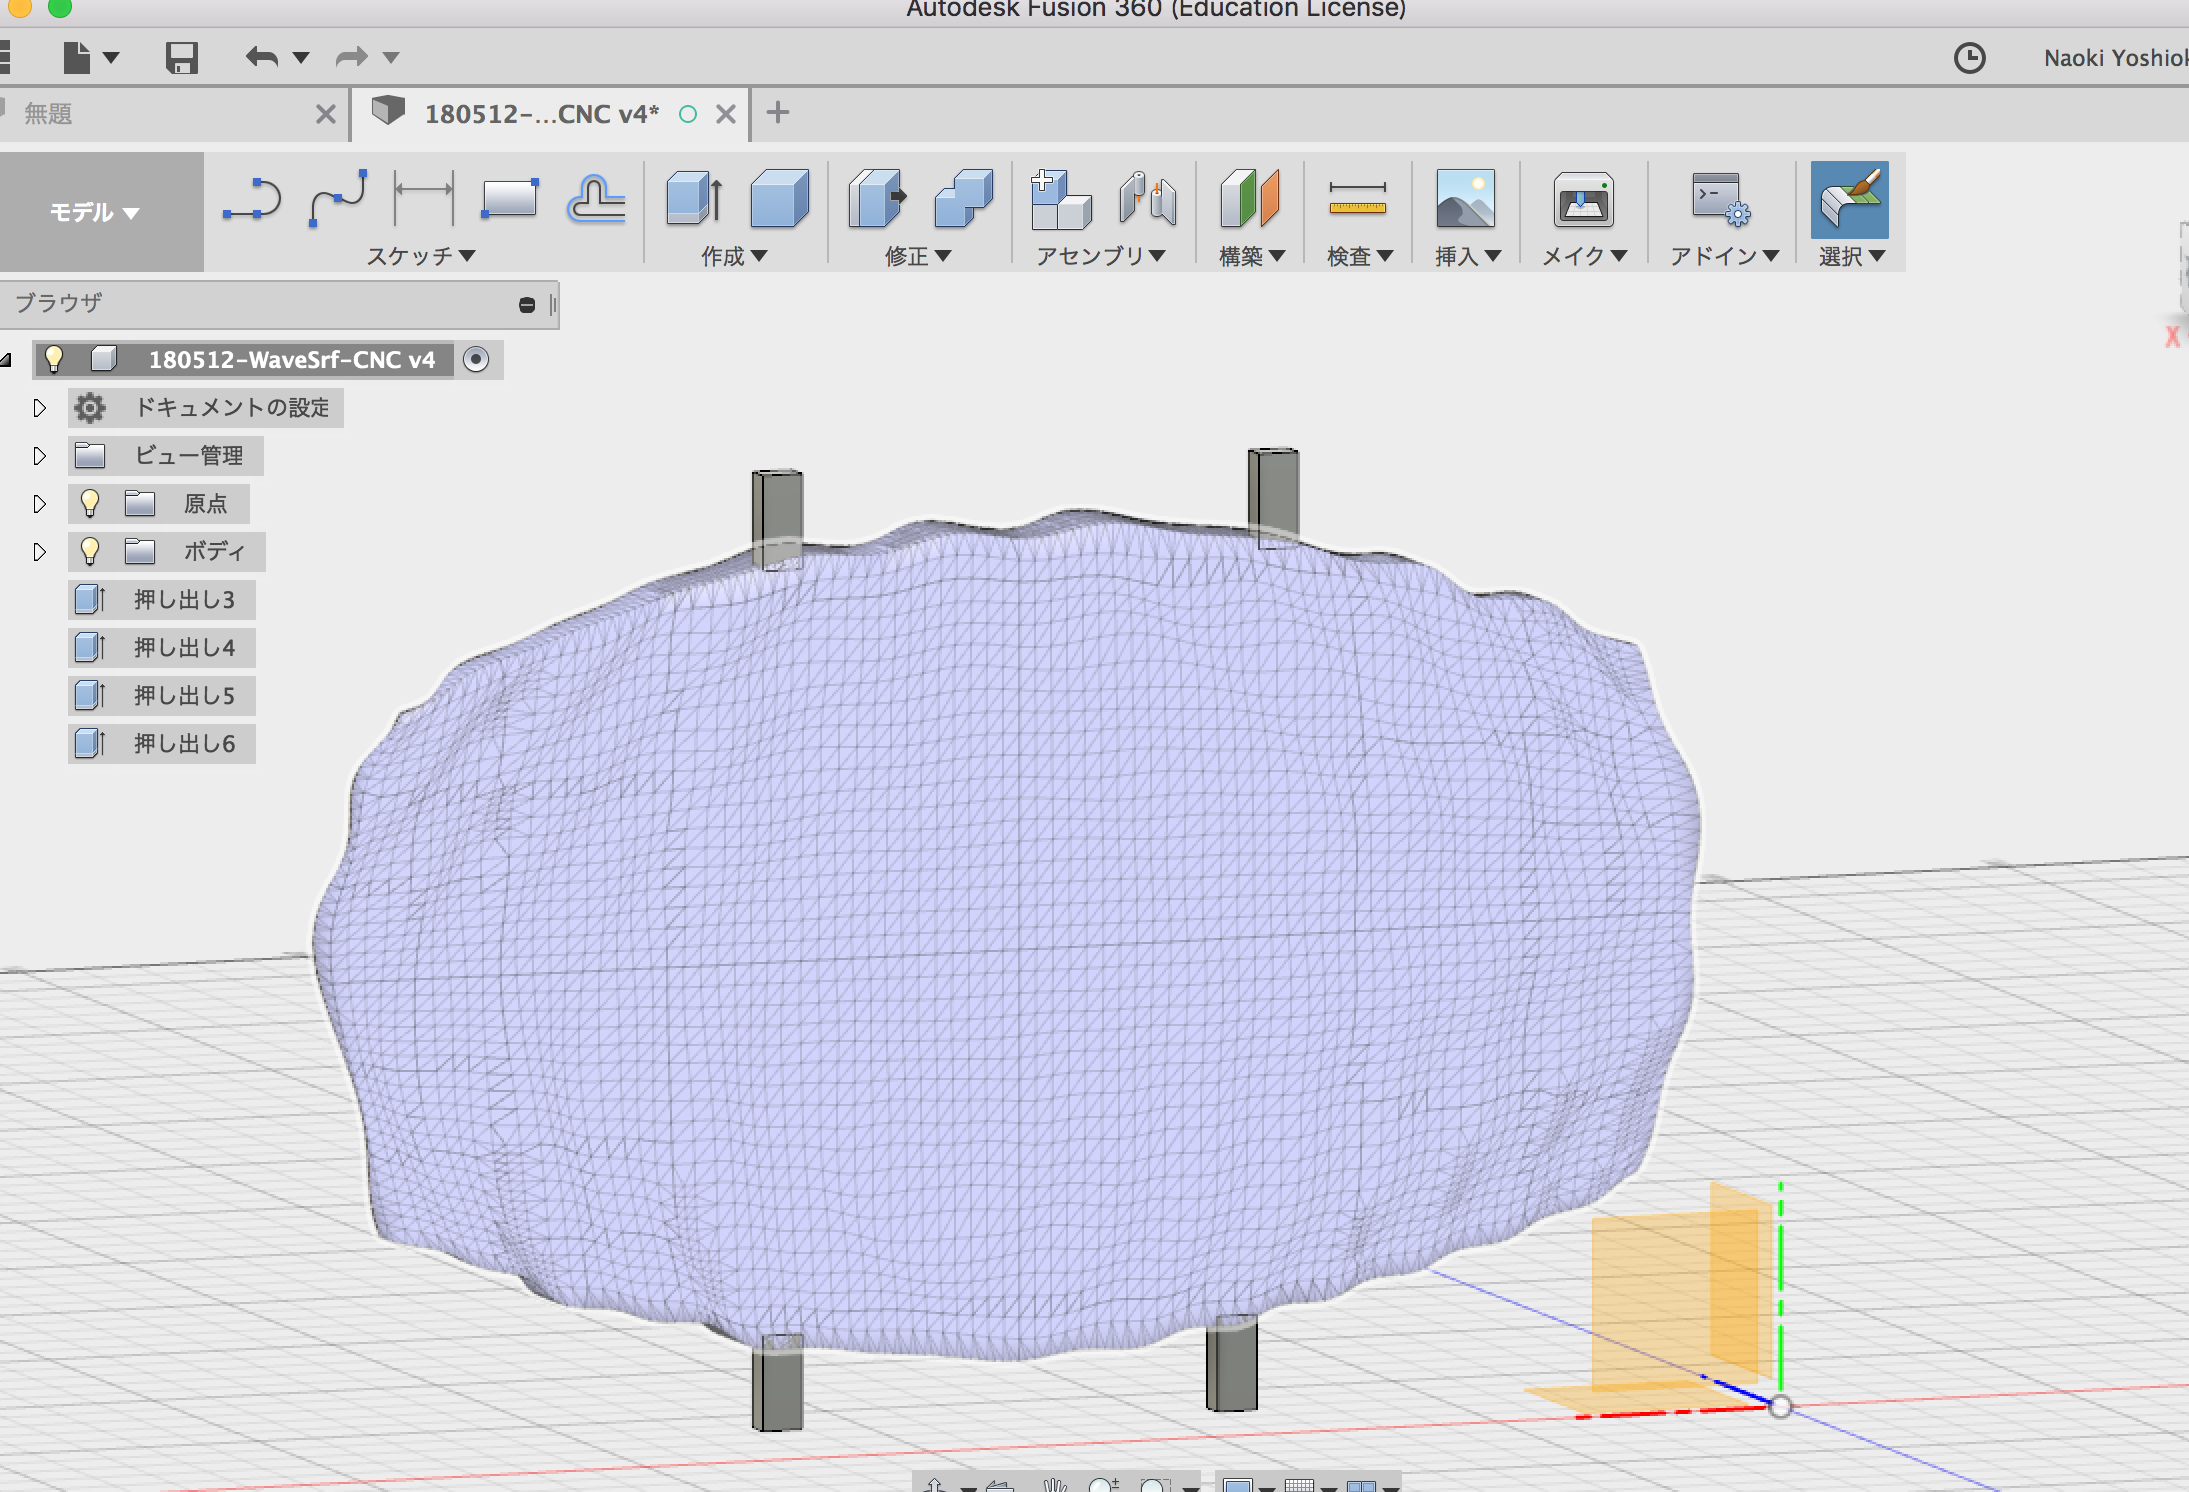 Autodesk Fusion 360 (Education License)
Naoki Yoshiok
無題
180512-...CNC v4*
モデル
スケッチ
作成
修正
アセンブリ
構築
検査
挿入
メイク
アドイン
選択
ブラウザ
X
180512-WaveSrf-CNC v4
ドキュメントの設定
ビュー管理
原点
ボディ
押し出し3
押し出し4
押し出し5
押し出し6